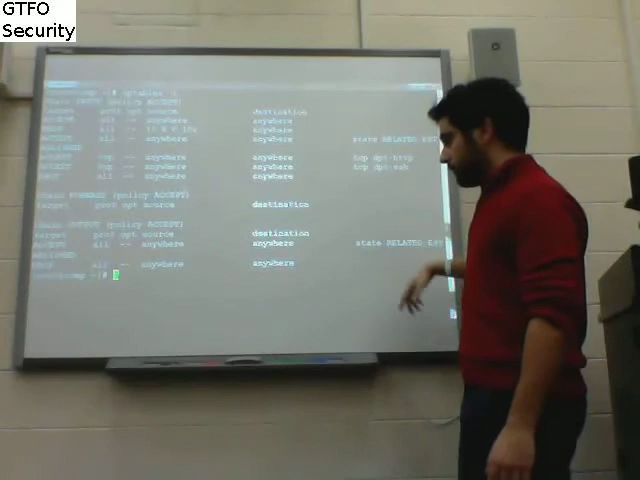 GTFO
Security
iptables -L
Chain INPUT (policy ACCEPT)
target prot opt source destination
ACCEPT all -- anywhere anywhere
all --
ACCEPT all -- anywhere anywhere state RELATED,EST
ACCEPT tcp -- anywhere anywhere tcp dpt:http
ACCEPT tcp -- anywhere anywhere tcp dpt:ssh
DROP all -- anywhere anywhere
Chain FORWARD (policy ACCEPT)
target prot opt source destination
Chain OUTPUT (policy ACCEPT)
target prot opt source destination
ACCEPT all -- anywhere anywhere state RELATED,EST
DROP all -- anywhere anywhere